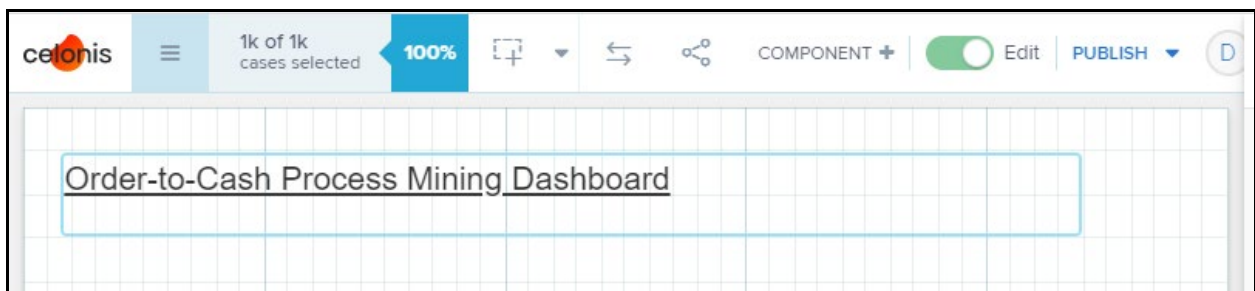 celonis
1k of 1k
cases selected
100%
COMPONENT +
Edit
PUBLISH
D
Order-to-Cash Process Mining Dashboard